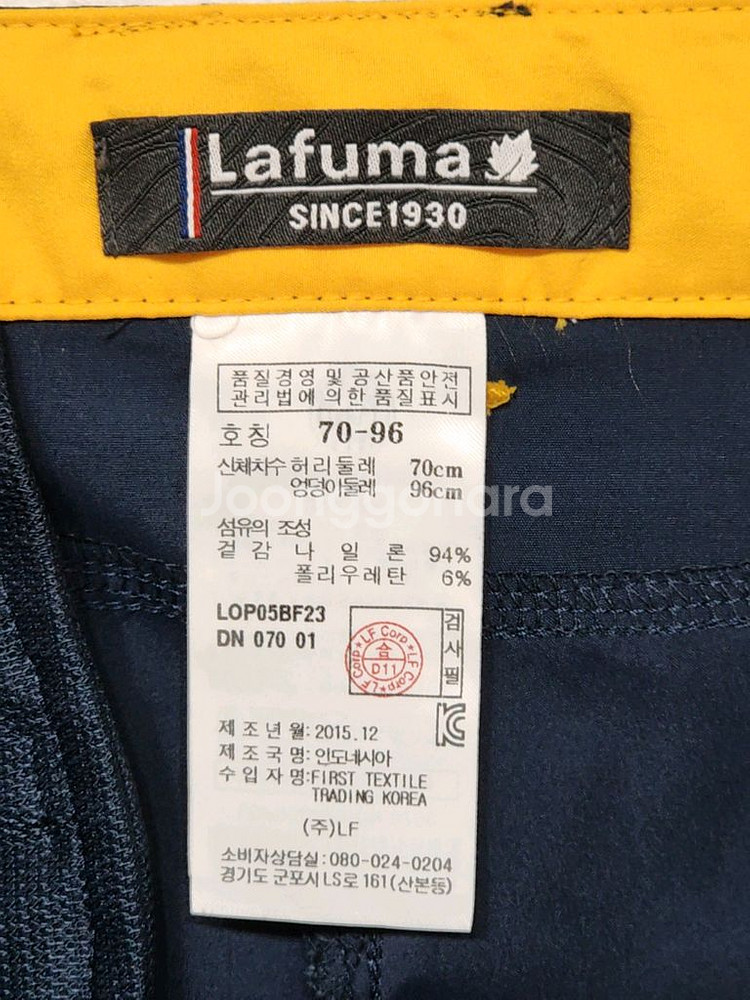 Lafuma
SINCE1930
품질경영 및 공산품안전
관리법에 의한 품질표시
호칭 70-96
신체치수 허리둘레 70cm
엉덩이둘레 96cm
Joonggonara
섬유의 조성
겉감 나일론 94%
폴리우레탄 6%
LOP05BF23
DN 070 01
검사필
LF Corp★LF Corp★LF Corp★
合
D11
제조년월: 2015.12
제조국명: 인도네시아
수입자명:FIRST TEXTILE
TRADING KOREA
(주)LF
소비자상담실: 080-024-0204
경기도 군포시 LS로 161(산본동)